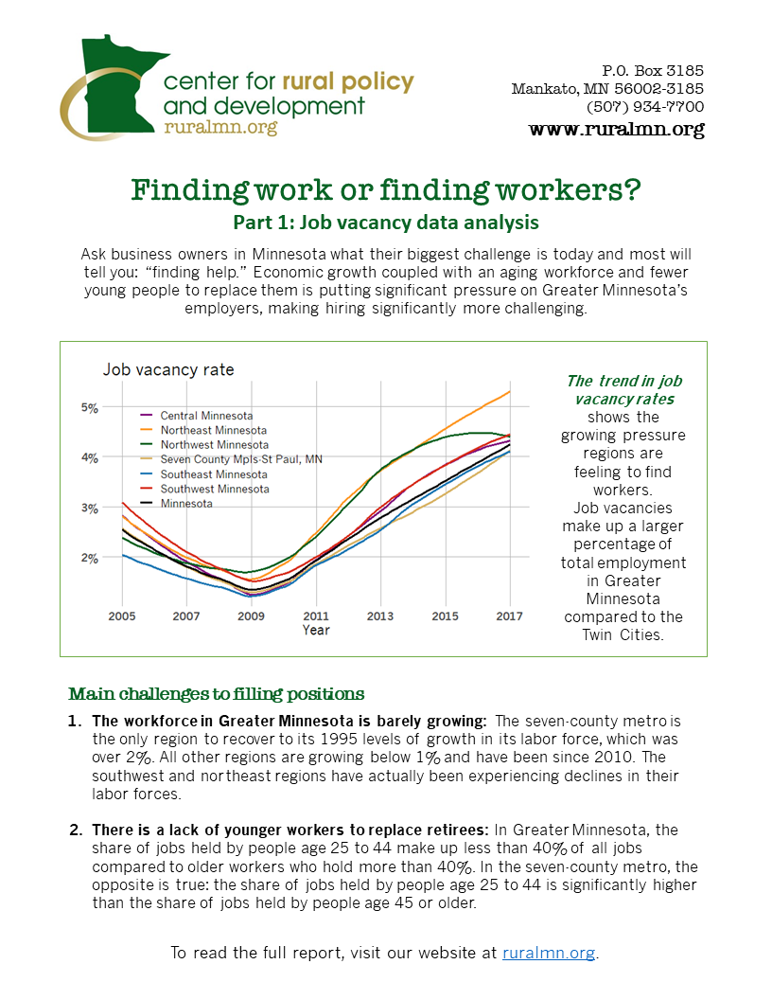 center for rural policy
and development
ruralmn.org
P.O. Box 3185
Mankato, MN 56002-3185
(507) 934-7700
www.ruralmn.org
Finding work or finding workers?
Part 1: Job vacancy data analysis
Ask business owners in Minnesota what their biggest challenge is today and most will
tell you: “finding help.” Economic growth coupled with an aging workforce and fewer
young people to replace them is putting significant pressure on Greater Minnesota’s
employers, making hiring significantly more challenging.
Job vacancy rate
5%
4%
3%
2%
Central Minnesota
Northeast Minnesota
Northwest Minnesota
Seven County Mpls-St Paul, MN
Southeast Minnesota
Southwest Minnesota
Minnesota
2005 2007 2009 2011 2013 2015 2017
Year
The trend in job
vacancy rates
shows the
growing pressure
regions are
feeling to find
workers.
Job vacancies
make up a larger
percentage of
total employment
in Greater
Minnesota
compared to the
Twin Cities.
Main challenges to filling positions
1. The workforce in Greater Minnesota is barely growing: The seven-county metro is
the only region to recover to its 1995 levels of growth in its labor force, which was
over 2%. All other regions are growing below 1% and have been since 2010. The
southwest and northeast regions have actually been experiencing declines in their
labor forces.
2. There is a lack of younger workers to replace retirees: In Greater Minnesota, the
share of jobs held by people age 25 to 44 make up less than 40% of all jobs
compared to older workers who hold more than 40%. In the seven-county metro, the
opposite is true: the share of jobs held by people age 25 to 44 is significantly higher
than the share of jobs held by people age 45 or older.
To read the full report, visit our website at ruralmn.org.